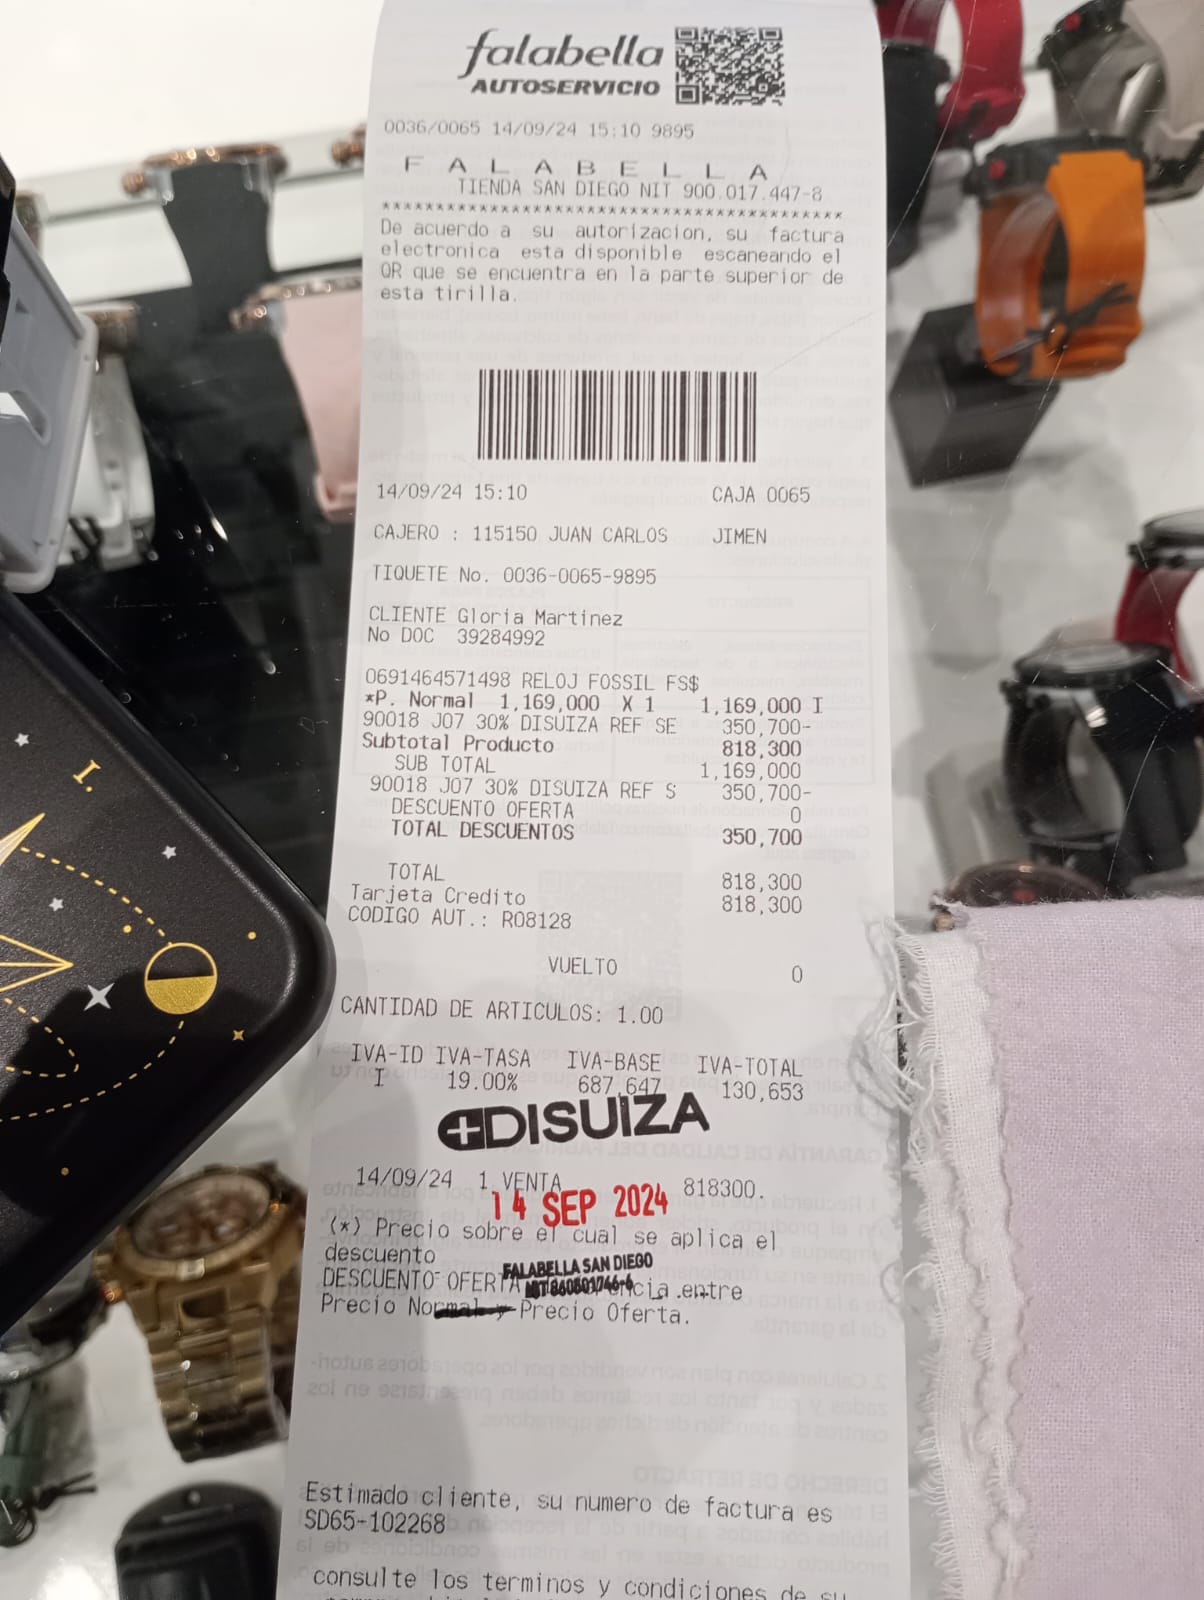 falabella
AUTOSERVICIO
0036/0065 14/09/24 15:10 9895
F A L A B E L L A
TIENDA SAN DIEGO NIT 900.017.447-8
******************************************
De acuerdo a su autorizacion, su factura
electronica esta disponible escaneando el
QR que se encuentra en la parte superior de
esta tirilla.
14/09/24 15:10 CAJA 0065
CAJERO : 115150 JUAN CARLOS JIMEN
TIQUETE No. 0036-0065-9895
CLIENTE Gloria Martinez
No DOC 39284992
0691464571498 RELOJ FOSSIL FS$
*P. Normal 1,169,000 X 1 1,169,000 I
90018 J07 30% DISUIZA REF SE 350,700-
Subtotal Producto 818,300
SUB TOTAL 1,169,000
90018 J07 30% DISUIZA REF S 350,700-
DESCUENTO OFERTA 0
TOTAL DESCUENTOS 350,700
TOTAL 818,300
Tarjeta Credito 818,300
CODIGO AUT.: R08128
VUELTO 0
CANTIDAD DE ARTICULOS: 1.00
IVA-ID IVA-TASA IVA-BASE IVA-TOTAL
I 19.00% 687,647 130,653
DISUIZA
14/09/24 1 VENTA 818300.
14 SEP 2024
(*) Precio sobre el cual se aplica el
descuento
FALABELLA SAN DIEGO
DESCUENTO OFERTA entre
Precio Precio Oferta.
Estimado cliente, su numero de factura es
SD65-102268
consulte los terminos y condiciones de su
I.